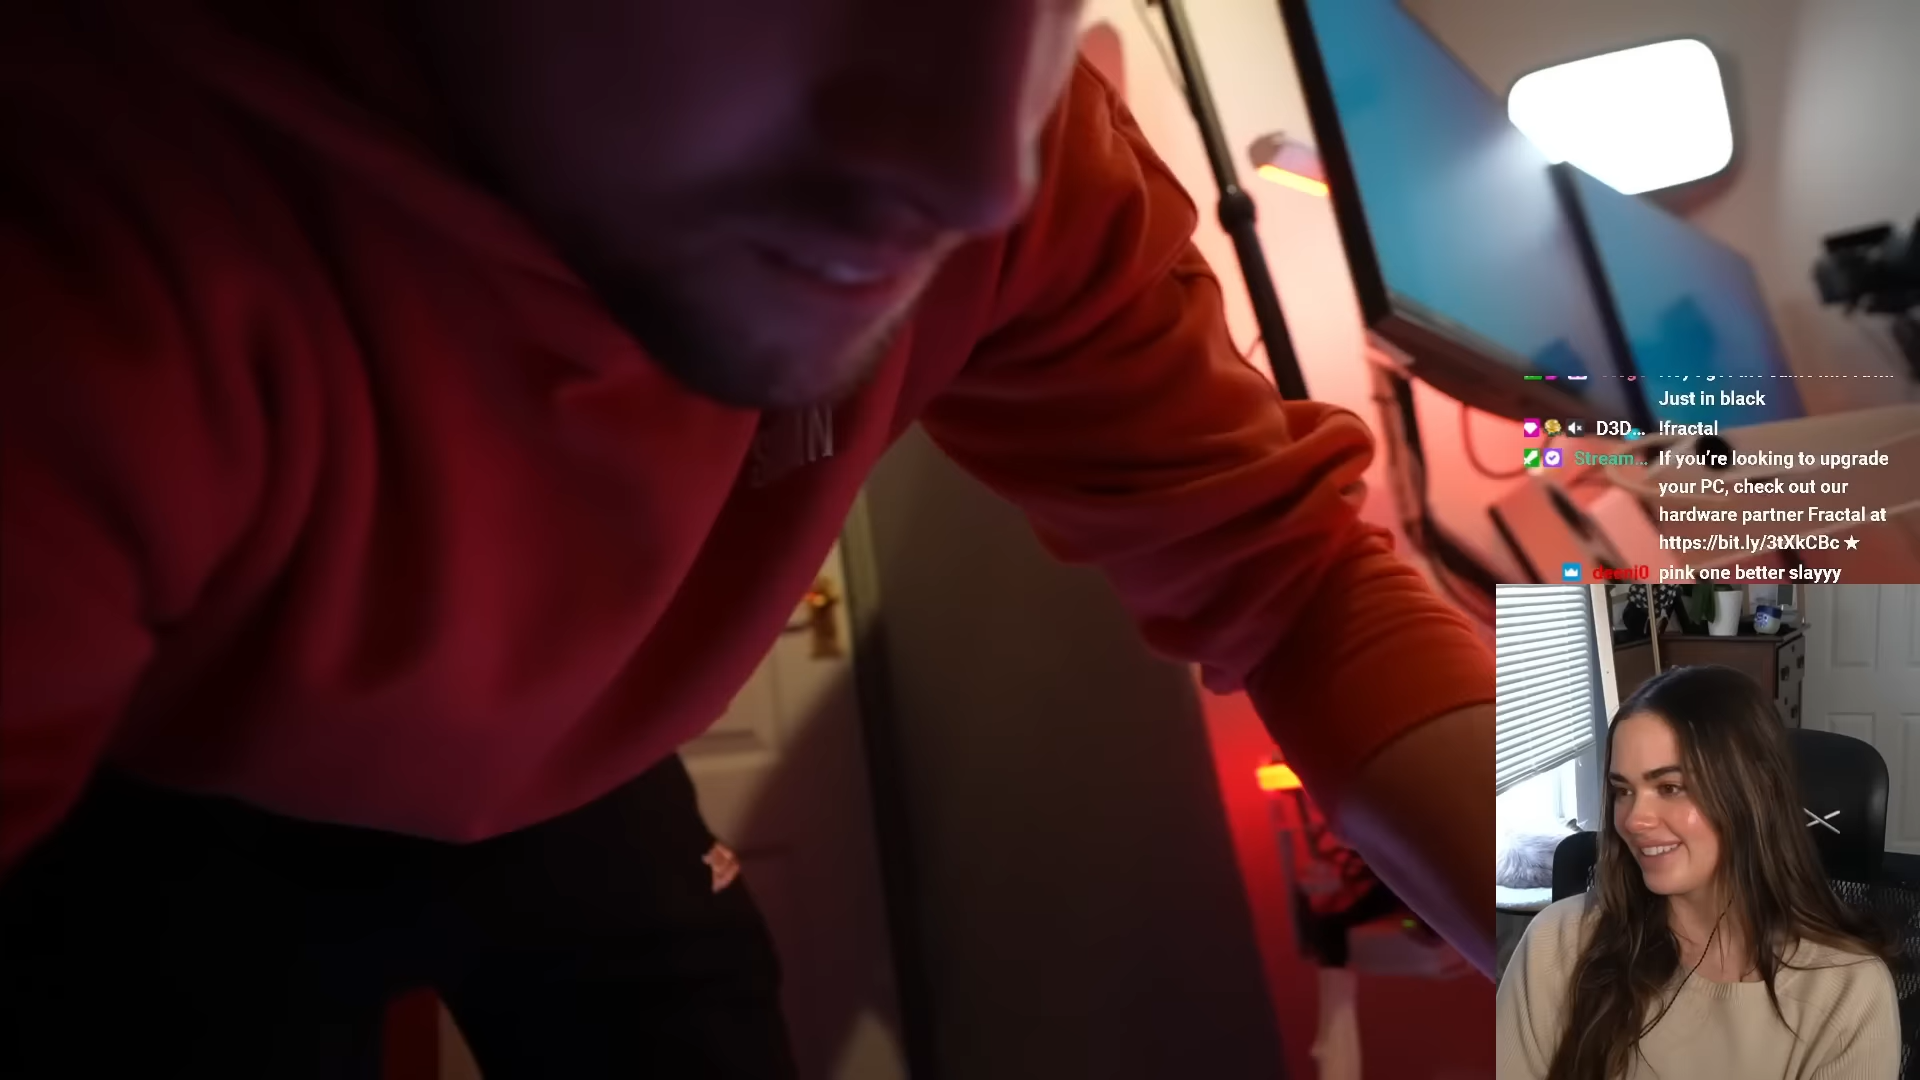 Just in black
D3D... !fractal
Stream... If you're looking to upgrade
your PC, check out our
hardware partner Fractal at
https://bit.ly/3tXkCBc ★
deenj0 pink one better slayyy